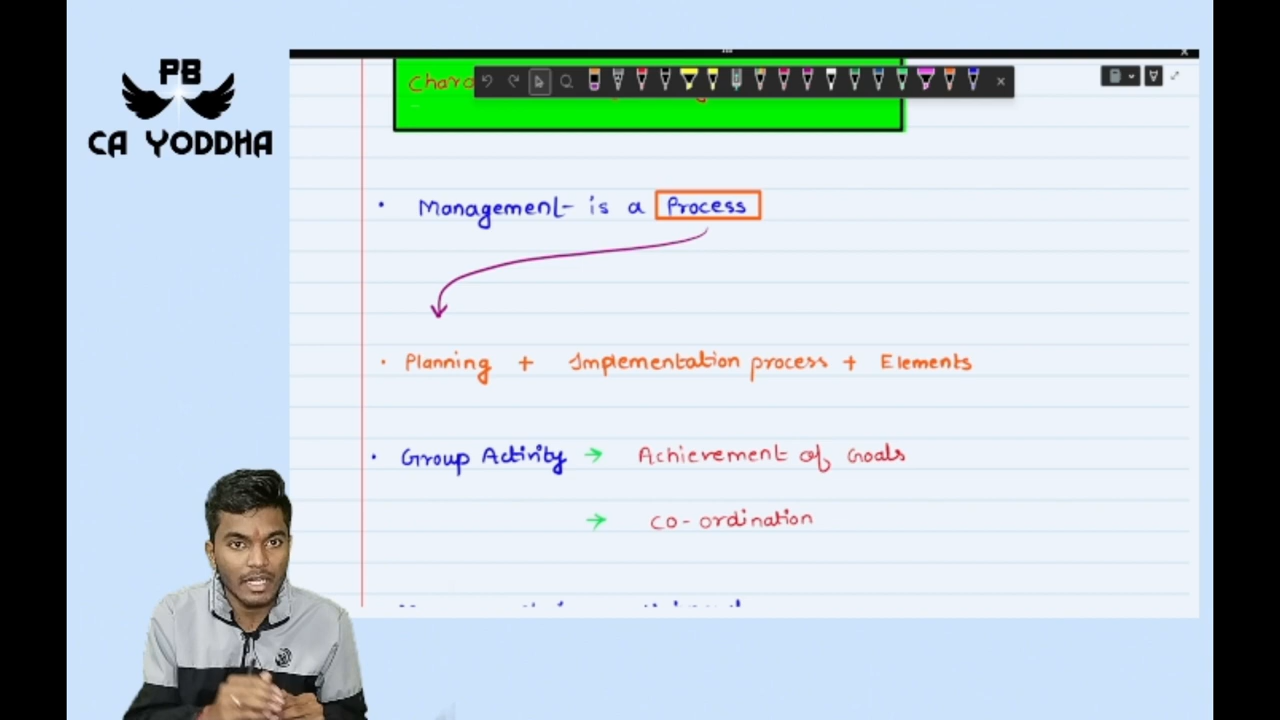 PB
CA YODDHA
• Management is a Process
• Planning + Implementation process + Elements
• Group Activity → Achievement of Goals
→ co-ordination